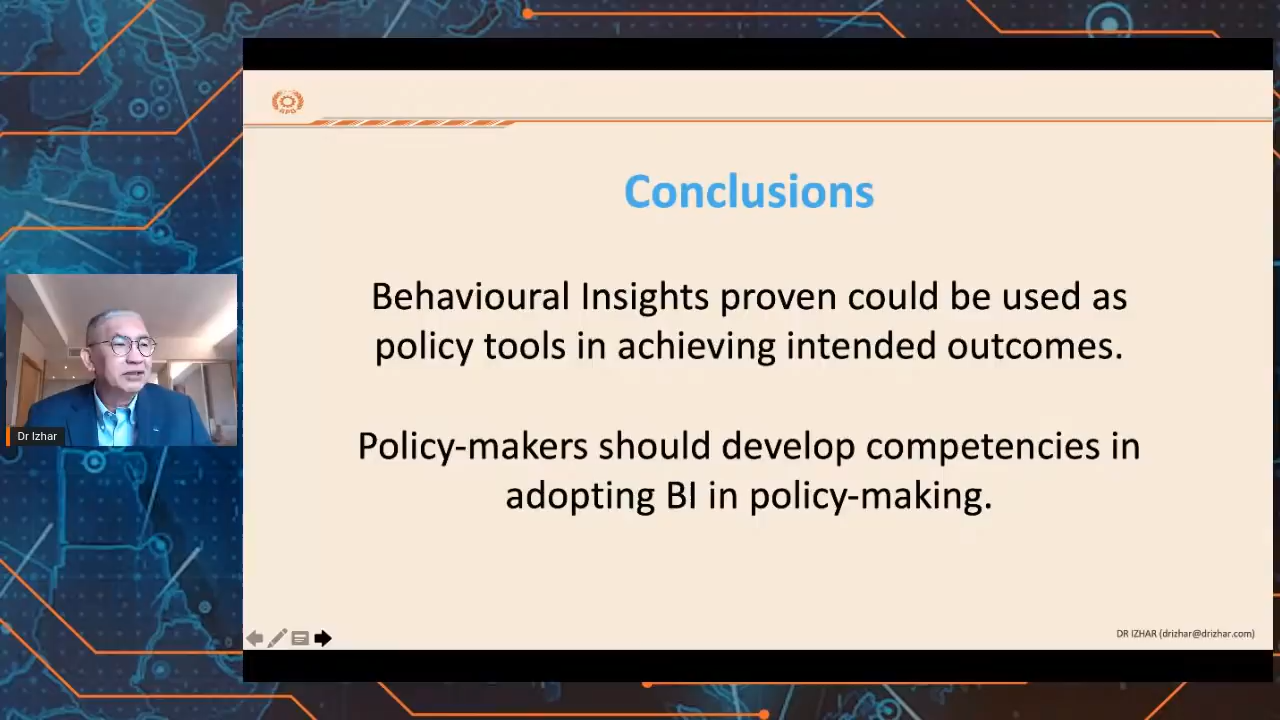 APO
Conclusions
Behavioural Insights proven could be used as
policy tools in achieving intended outcomes.
Policy-makers should develop competencies in
adopting BI in policy-making.
Dr Izhar
DR IZHAR (drizhar@drizhar.com)